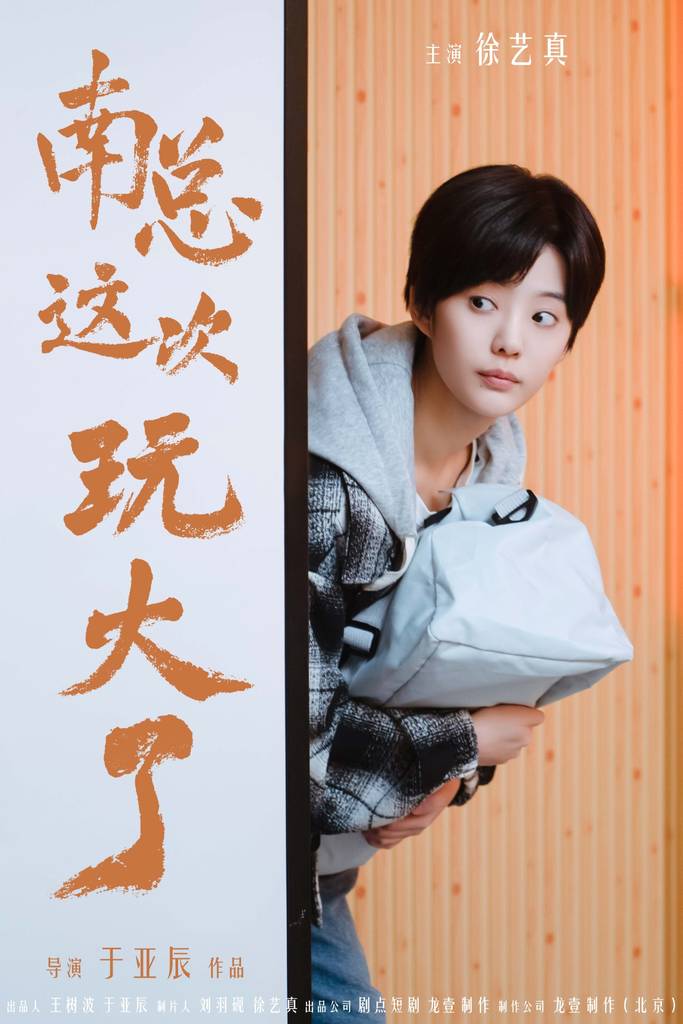 主演 徐艺真
南总
这次
玩
火
了
导演 于亚辰 作品
出品人 王树波 于亚辰 制片人 刘羽砚 徐艺真 出品公司 剧点短剧 龙壹制作 制作公司 龙壹制作(北京)